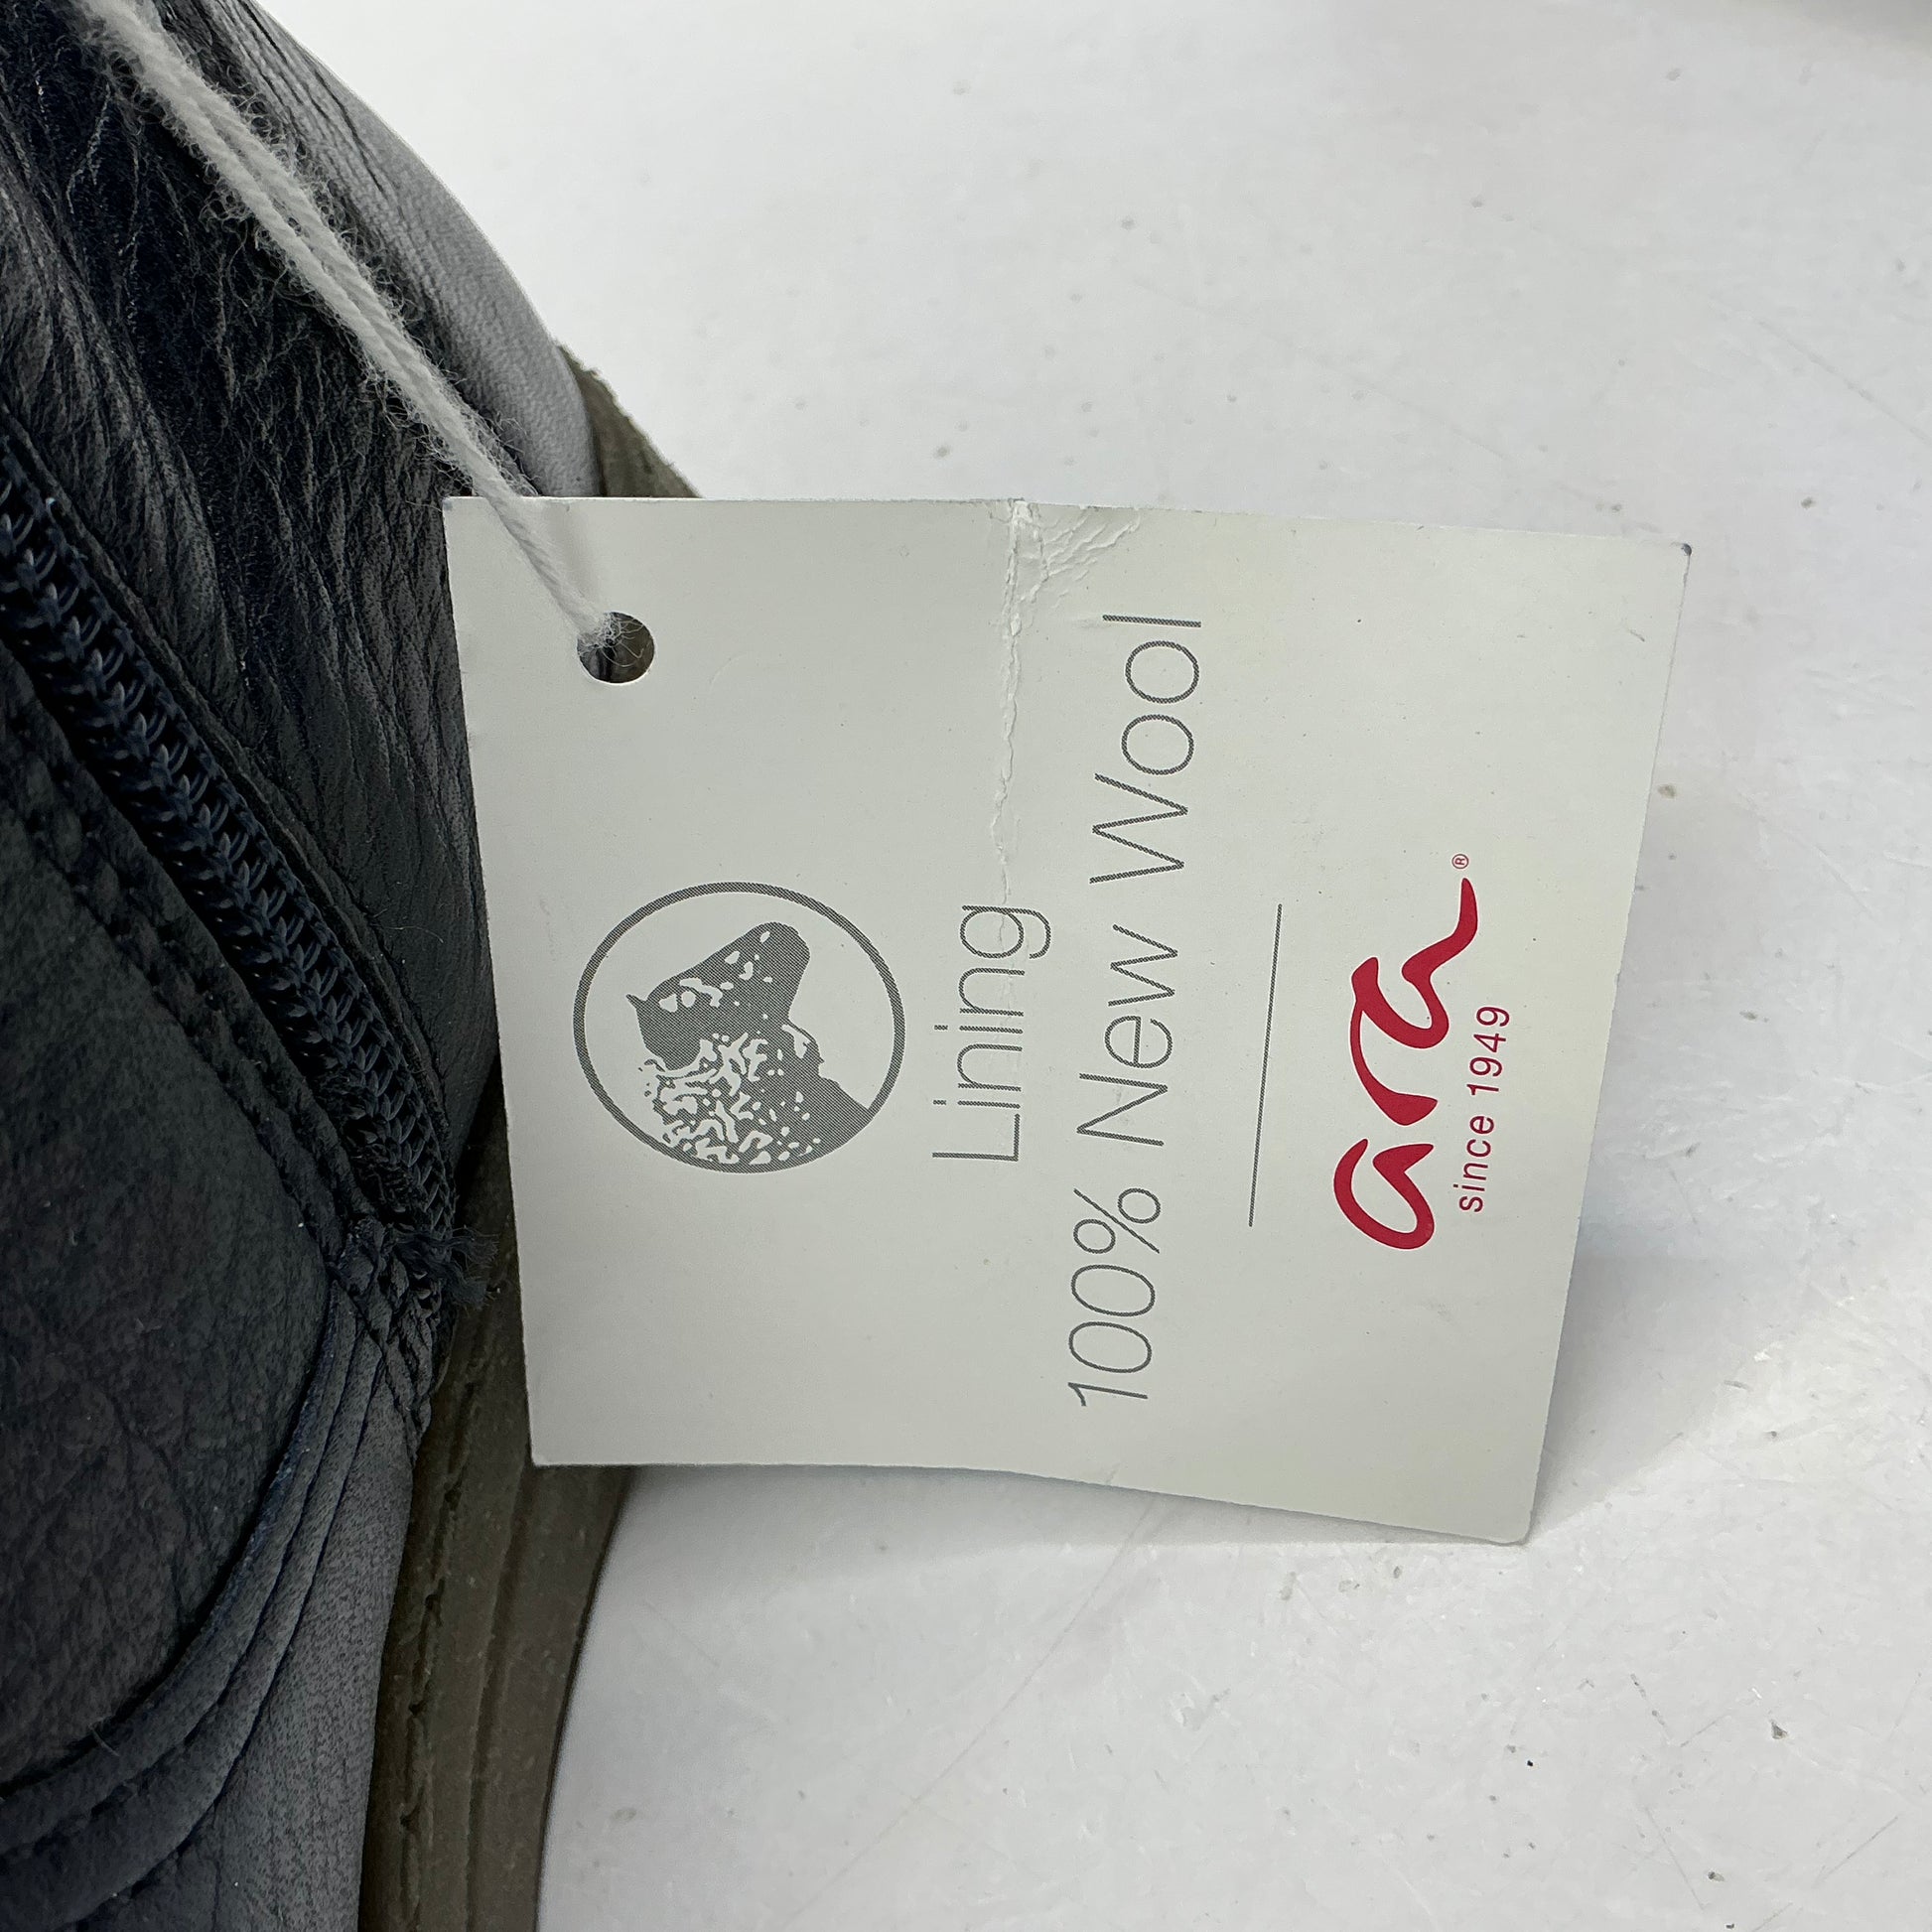 Lining
100% New Wool
ara®
since 1949